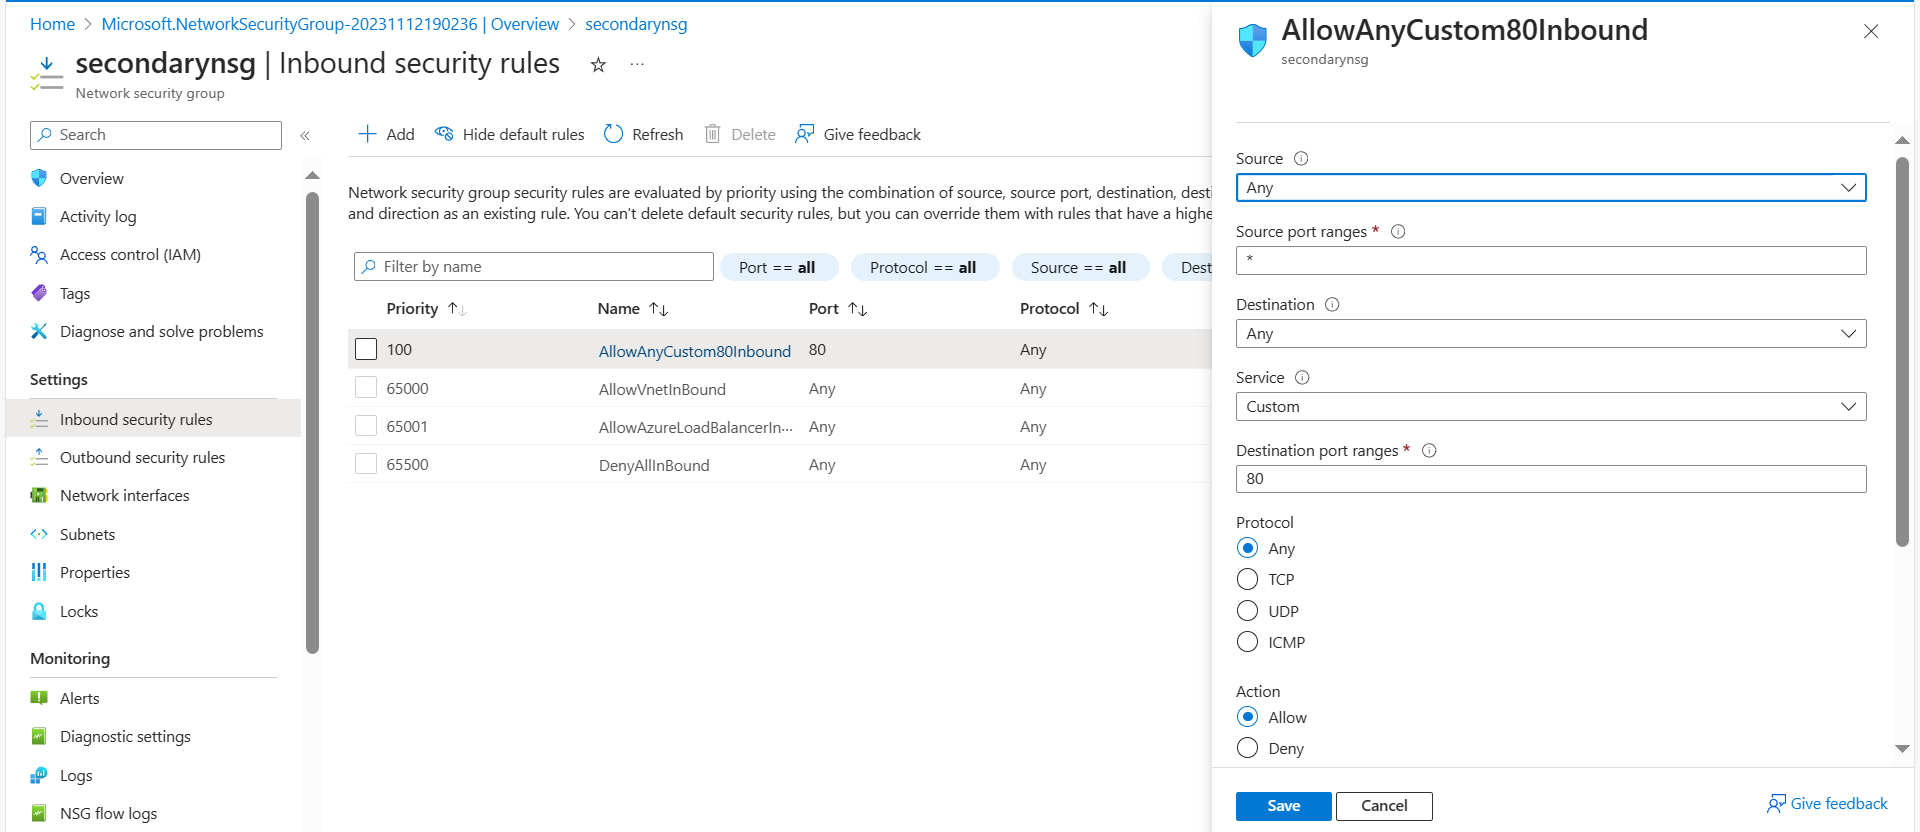 Home > Microsoft.NetworkSecurityGroup-20231112190236 | Overview > secondarynsg
secondarynsg | Inbound security rules
Network security group
Search
Overview
Activity log
Access control (IAM)
Tags
Diagnose and solve problems
Settings
Inbound security rules
Outbound security rules
Network interfaces
Subnets
Properties
Locks
Monitoring
Alerts
Diagnostic settings
Logs
NSG flow logs
Add Hide default rules Refresh Delete Give feedback
Network security group security rules are evaluated by priority using the combination of source, source port, destination, desti
and direction as an existing rule. You can't delete default security rules, but you can override them with rules that have a highe
Filter by name Port == all Protocol == all Source == all Dest
Priority Name Port Protocol
100 AllowAnyCustom80Inbound 80 Any
65000 AllowVnetInBound Any Any
65001 AllowAzureLoadBalancerIn... Any Any
65500 DenyAllInBound Any Any
AllowAnyCustom80Inbound
secondarynsg
Source
Any
Source port ranges *
*
Destination
Any
Service
Custom
Destination port ranges *
80
Protocol
Any
TCP
UDP
ICMP
Action
Allow
Deny
Save Cancel Give feedback